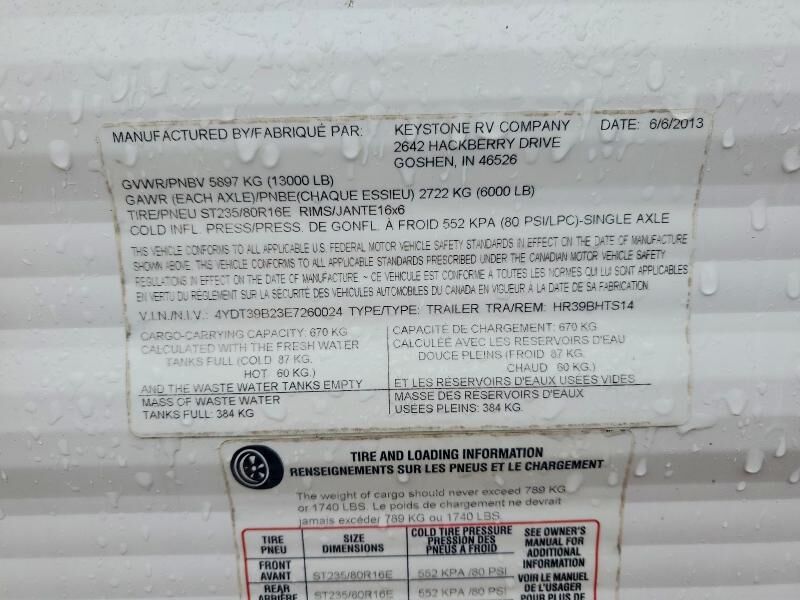 MANUFACTURED BY/FABRIQUÉ PAR: KEYSTONE RV COMPANY DATE: 6/6/2013
2642 HACKBERRY DRIVE
GOSHEN, IN 46526
GVWR/PNBV 5897 KG (13000 LB)
GAWR (EACH AXLE)/PNBE(CHAQUE ESSIEU) 2722 KG (6000 LB)
TIRE/PNEU ST235/80R16E RIMS/JANTE16x6
COLD INFL. PRESS/PRESS. DE GONFL. À FROID 552 KPA (80 PSI/LPC)-SINGLE AXLE
THIS VEHICLE CONFORMS TO ALL APPLICABLE U.S. FEDERAL MOTOR VEHICLE SAFETY STANDARDS IN EFFECT ON THE DATE OF MANUFACTURE
SHOWN ABOVE. THIS VEHICLE CONFORMS TO ALL APPLICABLE STANDARDS PRESCRIBED UNDER THE CANADIAN MOTOR VEHICLE SAFETY
REGULATIONS IN EFFECT ON THE DATE OF MANUFACTURE ~ CE VEHICULE EST CONFORME A TOUTES LES NORMES QUI LUI SONT APPLICABLES
EN VERTU DU RÉGLEMENT SUR LA SECURITÉ DES VEHICULES AUTOMOBILES DU CANADA EN VIGUEUR A LA DATE DE SA FABRICATION.
V.I.N./N.I.V.: 4YDT39B23E7260024 TYPE/TYPE: TRAILER TRA/REM: HR39BHTS14
CARGO-CARRYING CAPACITY: 670 KG
CALCULATED WITH THE FRESH WATER
TANKS FULL (COLD 87 KG
HOT 60 KG.)
AND THE WASTE WATER TANKS EMPTY
MASS OF WASTE WATER
TANKS FULL: 384 KG
CAPACITÉ DE CHARGEMENT: 670 KG
CALCULÉE AVEC LES RESERVOIRS D'EAU
DOUCE PLEINS (FROID 87 KG
CHAUD 60 KG.)
ET LES RESERVOIRS D'EAUX USEES VIDES
MASSE DES RESERVOIRS D'EAUX
USÉES PLEINS: 384 KG.
TIRE AND LOADING INFORMATION
RENSEIGNEMENTS SUR LES PNEUS ET LE CHARGEMENT
The weight of cargo should never exceed 789 KG
or 1740 LBS. Le poids de chargement ne devrait
jamais excéder 789 KG ou 1740 LBS.
TIRE
PNEU
SIZE
DIMENSIONS
COLD TIRE PRESSURE
PRESSION DES
PNEUS À FROID
FRONT
AVANT
ST235/80R16E
552 KPA /80 PSI
REAR
ARRIÈRE
ST235/80R16E
552 KPA /80 PSI
SEE OWNER'S
MANUAL FOR
ADDITIONAL
INFORMATION
VOIR LE MANUEL
DE L'USAGER
POUR PLUS DE